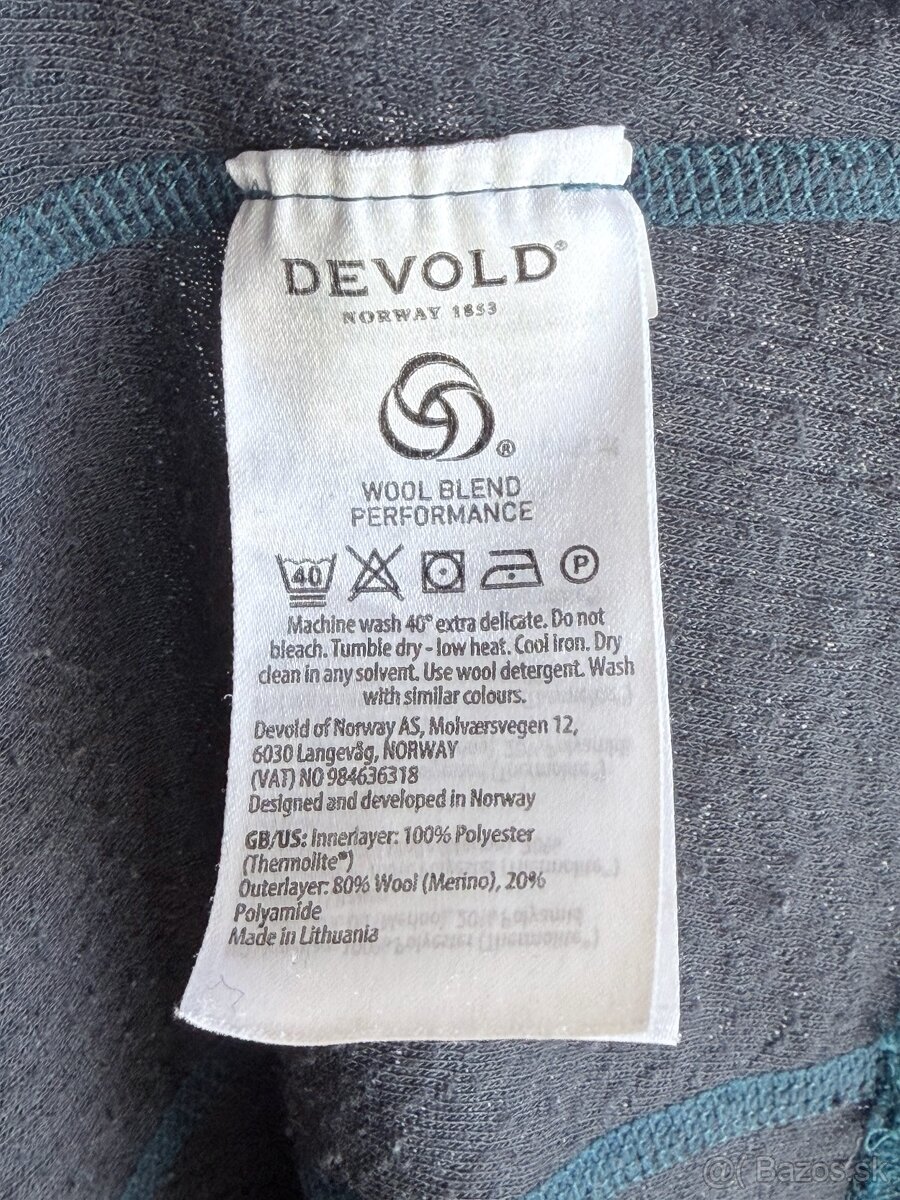 DEVOLD®
NORWAY 1853
®
WOOL BLEND
PERFORMANCE
40 P
Machine wash 40° extra delicate. Do not
bleach. Tumble dry - low heat. Cool iron. Dry
clean in any solvent. Use wool detergent. Wash
with similar colours.
Devold of Norway AS, Molværsvegen 12,
6030 Langevåg, NORWAY
(VAT) NO 984636318
Designed and developed in Norway
GB/US: Innerlayer: 100% Polyester
(Thermolite®)
Outerlayer: 80% Wool (Merino), 20%
Polyamide
Made in Lithuania
Bazos.sk